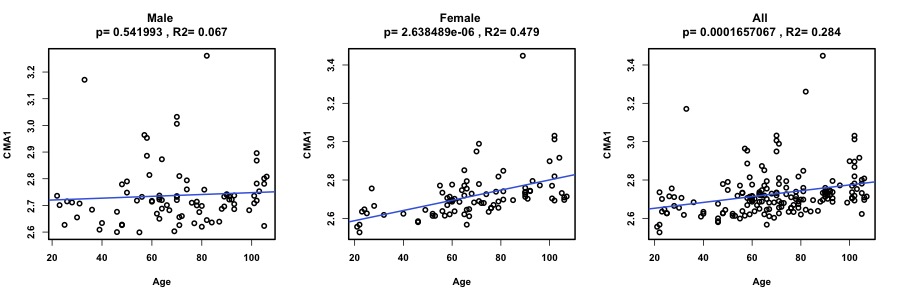 Male
p= 0.541993 , R2= 0.067
CMA1
3.2
3.1
3.0
2.9
2.8
2.7
2.6
20 40 60 80 100
Age
Female
p= 2.638489e-06 , R2= 0.479
CMA1
3.4
3.2
3.0
2.8
2.6
20 40 60 80 100
Age
All
p= 0.0001657067 , R2= 0.284
CMA1
3.4
3.2
3.0
2.8
2.6
20 40 60 80 100
Age